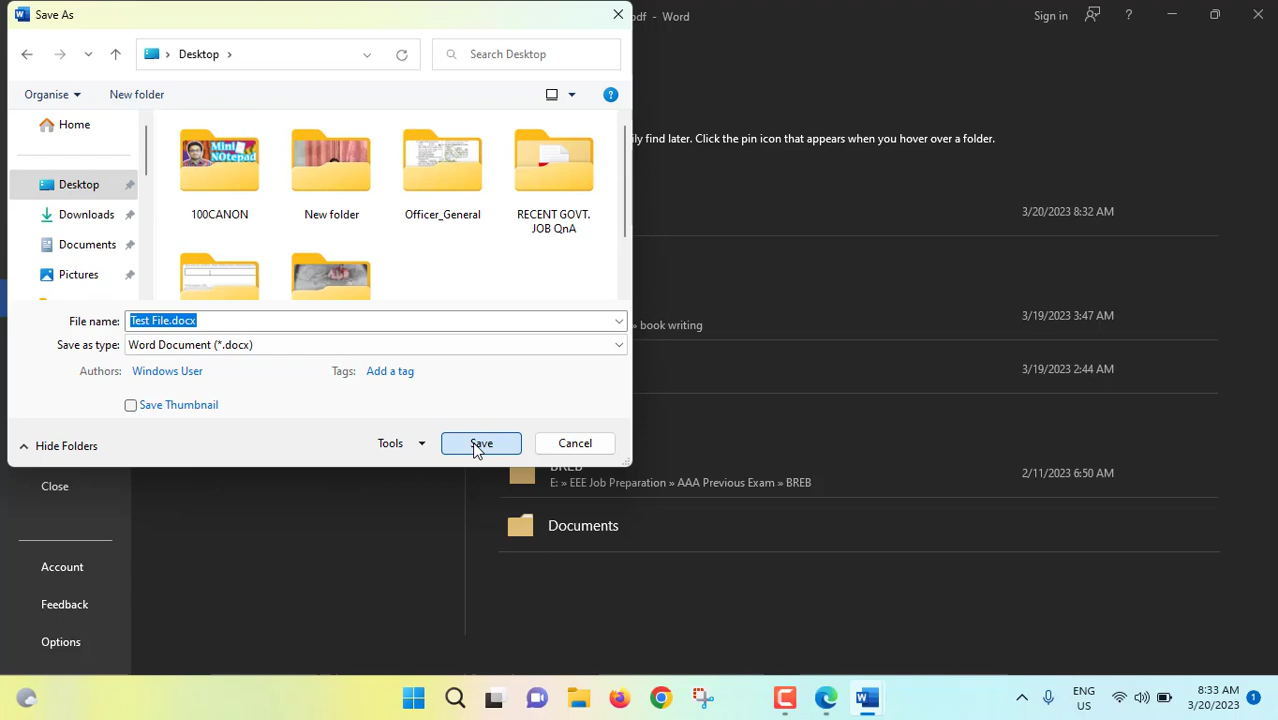 Save As
odf - Word
Sign in
?
Desktop
Search Desktop
Organise
New folder
?
Home
Desktop
Downloads
Documents
Pictures
Mini
NOtepad
100CANON
New folder
Officer_General
RECENT GOVT.
JOB QnA
ly find later. Click the pin icon that appears when you hover over a folder.
3/20/2023 8:32 AM
File name: Test File.docx
Save as type: Word Document (*.docx)
Authors: Windows User
Tags: Add a tag
Save Thumbnail
» book writing
3/19/2023 3:47 AM
3/19/2023 2:44 AM
Hide Folders
Tools
Save
Cancel
BREB
E: » EEE Job Preparation » AAA Previous Exam » BREB
2/11/2023 6:50 AM
Documents
Close
Account
Feedback
Options
ENG
US
8:33 AM
3/20/2023
1